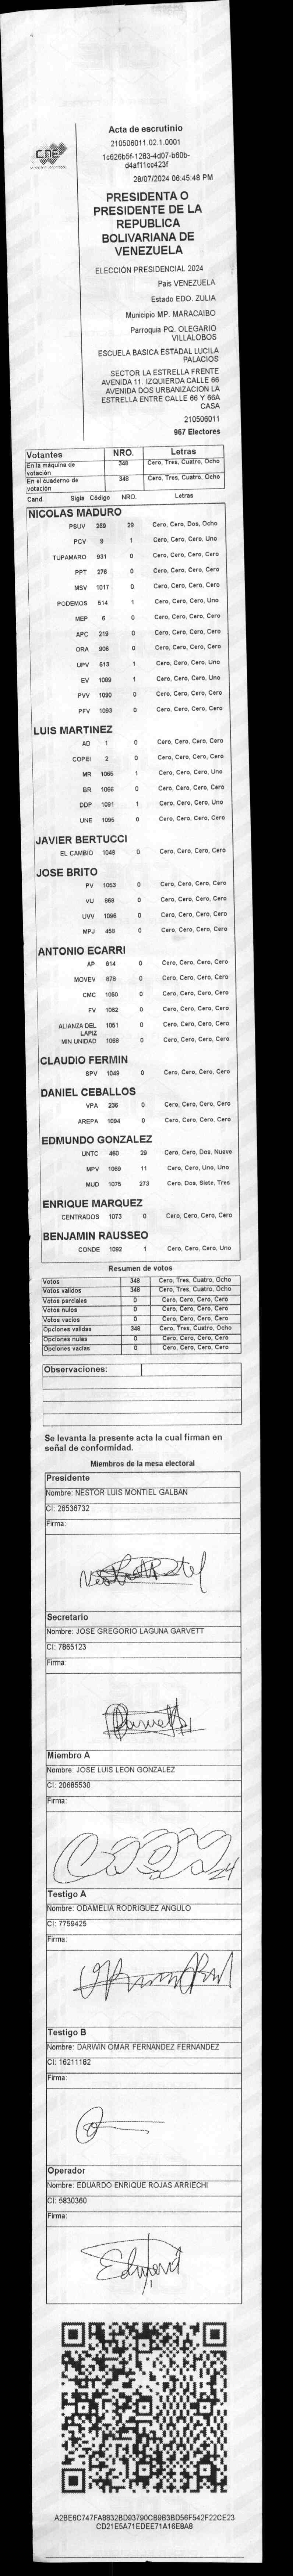 CNE
Acta de escrutinio
210506011.02.1.0001
1c626b5f-1283-4d07-b60b-
d4af11cc423f
28/07/2024 06:45:48 PM
PRESIDENTA O
PRESIDENTE DE LA
REPUBLICA
BOLIVARIANA DE
VENEZUELA
ELECCIÓN PRESIDENCIAL 2024
Pais VENEZUELA
Estado EDO. ZULIA
Municipio MP. MARACAIBO
Parroquia PQ. OLEGARIO
VILLALOBOS
ESCUELA BASICA ESTADAL LUCILA
PALACIOS
SECTOR LA ESTRELLA FRENTE
AVENIDA 11. IZQUIERDA CALLE 66
AVENIDA DOS URBANIZACION LA
ESTRELLA ENTRE CALLE 66 Y 66A
CASA
210506011
967 Electores
Votantes NRO. Letras
En la máquina de votación 348 Cero, Tres, Cuatro, Ocho
En el cuaderno de votación 348 Cero, Tres, Cuatro, Ocho
Cand. Sigla Código NRO. Letras
NICOLAS MADURO
PSUV 269 28 Cero, Cero, Dos, Ocho
PCV 9 1 Cero, Cero, Cero, Uno
TUPAMARO 931 0 Cero, Cero, Cero, Cero
PPT 276 0 Cero, Cero, Cero, Cero
MSV 1017 0 Cero, Cero, Cero, Cero
PODEMOS 514 1 Cero, Cero, Cero, Uno
MEP 6 0 Cero, Cero, Cero, Cero
APC 219 0 Cero, Cero, Cero, Cero
ORA 906 0 Cero, Cero, Cero, Cero
UPV 613 1 Cero, Cero, Cero, Uno
EV 1089 1 Cero, Cero, Cero, Uno
PVV 1090 0 Cero, Cero, Cero, Cero
PFV 1093 0 Cero, Cero, Cero, Cero
LUIS MARTINEZ
AD 1 0 Cero, Cero, Cero, Cero
COPEI 2 0 Cero, Cero, Cero, Cero
MR 1065 1 Cero, Cero, Cero, Uno
BR 1066 0 Cero, Cero, Cero, Cero
DDP 1091 1 Cero, Cero, Cero, Uno
UNE 1095 0 Cero, Cero, Cero, Cero
JAVIER BERTUCCI
EL CAMBIO 1048 0 Cero, Cero, Cero, Cero
JOSE BRITO
PV 1053 0 Cero, Cero, Cero, Cero
VU 868 0 Cero, Cero, Cero, Cero
UVV 1096 0 Cero, Cero, Cero, Cero
MPJ 458 0 Cero, Cero, Cero, Cero
ANTONIO ECARRI
AP 914 0 Cero, Cero, Cero, Cero
MOVEV 878 0 Cero, Cero, Cero, Cero
CMC 1050 0 Cero, Cero, Cero, Cero
FV 1062 0 Cero, Cero, Cero, Cero
ALIANZA DEL LAPIZ 1051 0 Cero, Cero, Cero, Cero
MIN UNIDAD 1068 0 Cero, Cero, Cero, Cero
CLAUDIO FERMIN
SPV 1049 0 Cero, Cero, Cero, Cero
DANIEL CEBALLOS
VPA 236 0 Cero, Cero, Cero, Cero
AREPA 1094 0 Cero, Cero, Cero, Cero
EDMUNDO GONZALEZ
UNTC 460 29 Cero, Cero, Dos, Nueve
MPV 1069 11 Cero, Cero, Uno, Uno
MUD 1075 273 Cero, Dos, Siete, Tres
ENRIQUE MARQUEZ
CENTRADOS 1073 0 Cero, Cero, Cero, Cero
BENJAMIN RAUSSEO
CONDE 1092 1 Cero, Cero, Cero, Uno
Resumen de votos
Votos 348 Cero, Tres, Cuatro, Ocho
Votos validos 348 Cero, Tres, Cuatro, Ocho
Votos parciales 0 Cero, Cero, Cero, Cero
Votos nulos 0 Cero, Cero, Cero, Cero
Votos vacios 0 Cero, Cero, Cero, Cero
Opciones validas 348 Cero, Tres, Cuatro, Ocho
Opciones nulas 0 Cero, Cero, Cero, Cero
Opciones vacias 0 Cero, Cero, Cero, Cero
Observaciones:
Se levanta la presente acta la cual firman en
señal de conformidad.
Miembros de la mesa electoral
Presidente
Nombre: NESTOR LUIS MONTIEL GALBAN
CI: 26536732
Firma:
Secretario
Nombre: JOSE GREGORIO LAGUNA GARVETT
CI: 7865123
Firma:
Miembro A
Nombre: JOSE LUIS LEON GONZALEZ
CI: 20685530
Firma:
Testigo A
Nombre: ODAMELIA RODRIGUEZ ANGULO
CI: 7759425
Firma:
Testigo B
Nombre: DARWIN OMAR FERNANDEZ FERNANDEZ
CI: 16211182
Firma:
Operador
Nombre: EDUARDO ENRIQUE ROJAS ARRIECHI
CI: 5830360
Firma:
A2BE6C747FA8832BD93790CB9B3BD56F542F22CE23
CD21E5A71EDEE71A16E8A8